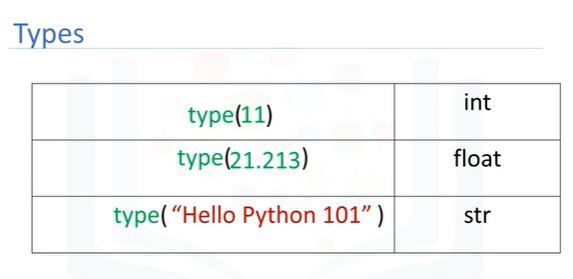 Types
type(11) int
type(21.213) float
type(“Hello Python 101”) str